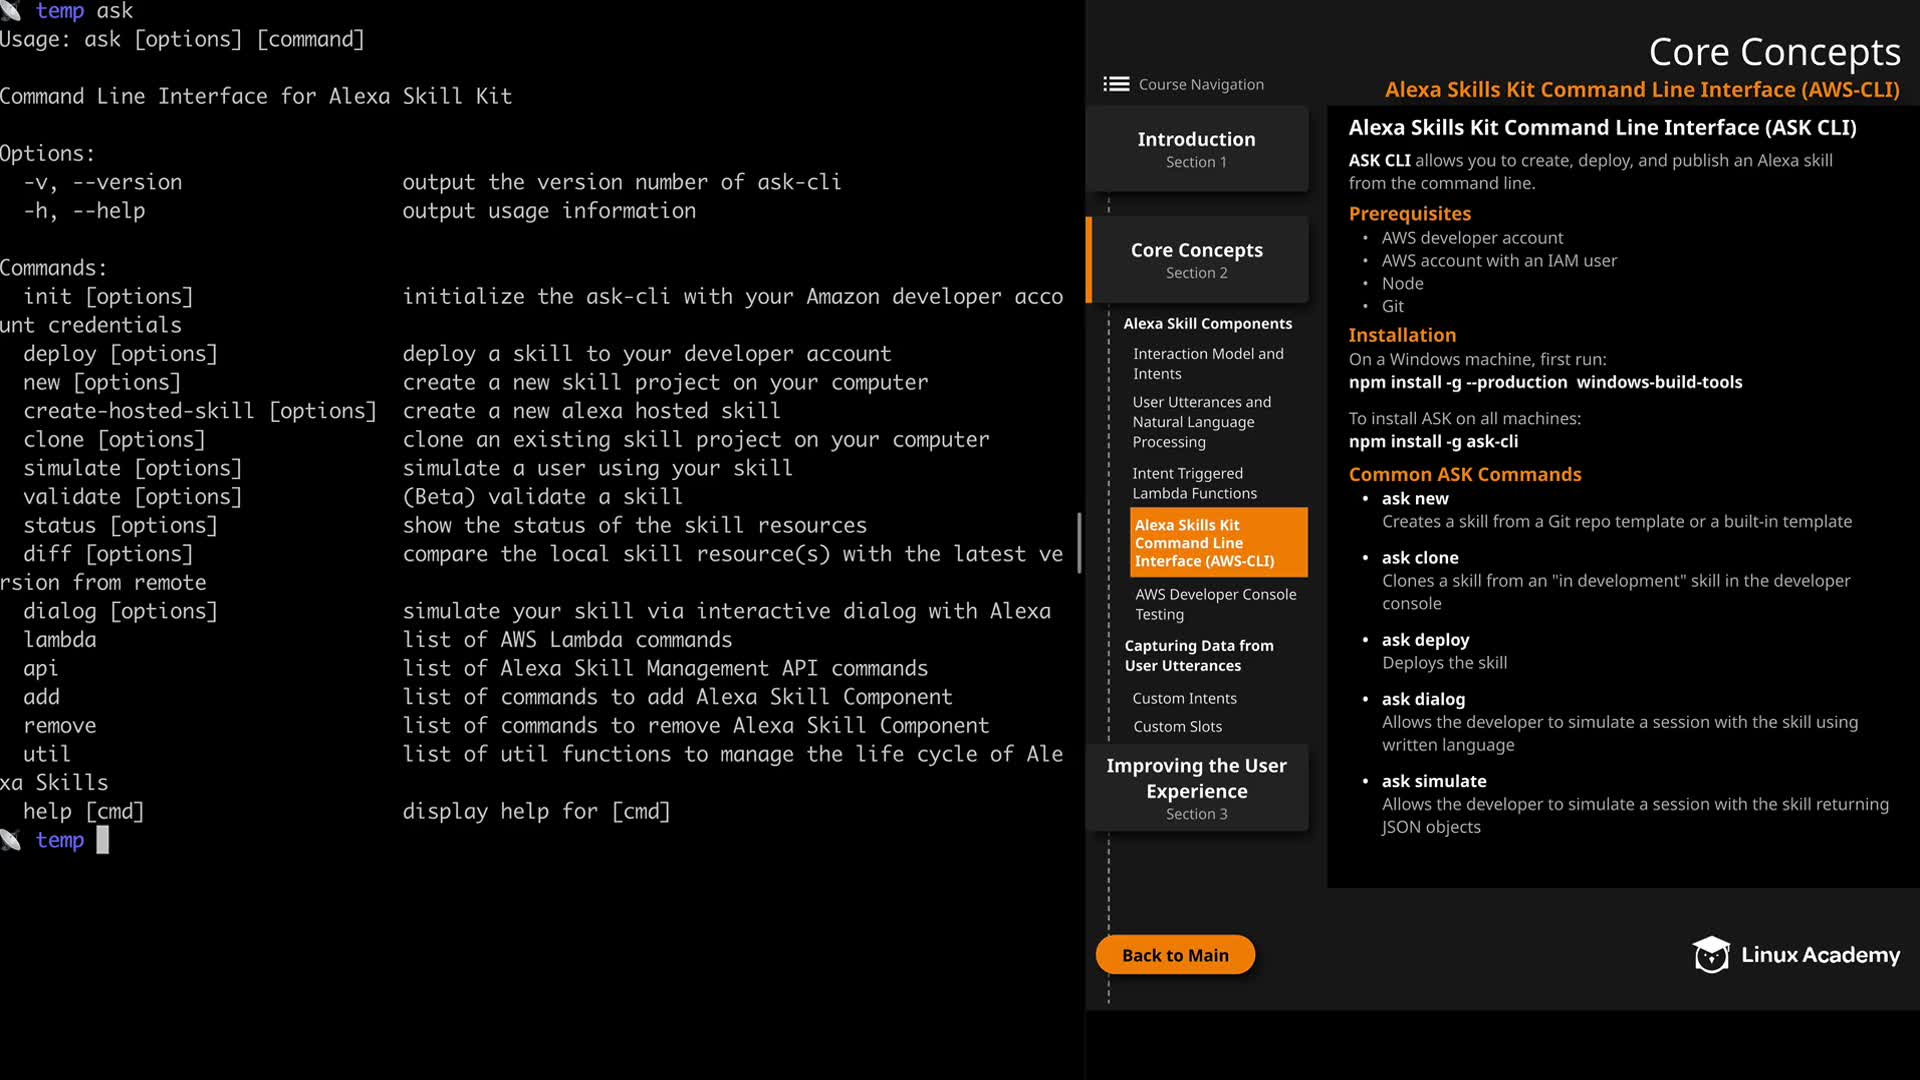 temp ask
Usage: ask [options] [command]
Command Line Interface for Alexa Skill Kit
Options:
-v, --version output the version number of ask-cli
-h, --help output usage information
Commands:
init [options] initialize the ask-cli with your Amazon developer acco
unt credentials
deploy [options] deploy a skill to your developer account
new [options] create a new skill project on your computer
create-hosted-skill [options] create a new alexa hosted skill
clone [options] clone an existing skill project on your computer
simulate [options] simulate a user using your skill
validate [options] (Beta) validate a skill
status [options] show the status of the skill resources
diff [options] compare the local skill resource(s) with the latest ve
rsion from remote
dialog [options] simulate your skill via interactive dialog with Alexa
lambda list of AWS Lambda commands
api list of Alexa Skill Management API commands
add list of commands to add Alexa Skill Component
remove list of commands to remove Alexa Skill Component
util list of util functions to manage the life cycle of Ale
xa Skills
help [cmd] display help for [cmd]
temp
Core Concepts
Alexa Skills Kit Command Line Interface (AWS-CLI)
Course Navigation
Introduction
Section 1
Core Concepts
Section 2
Alexa Skill Components
Interaction Model and
Intents
User Utterances and
Natural Language
Processing
Intent Triggered
Lambda Functions
Alexa Skills Kit
Command Line
Interface (AWS-CLI)
AWS Developer Console
Testing
Capturing Data from
User Utterances
Custom Intents
Custom Slots
Improving the User
Experience
Section 3
Back to Main
Alexa Skills Kit Command Line Interface (ASK CLI)
ASK CLI allows you to create, deploy, and publish an Alexa skill
from the command line.
Prerequisites
• AWS developer account
• AWS account with an IAM user
• Node
• Git
Installation
On a Windows machine, first run:
npm install -g --production windows-build-tools
To install ASK on all machines:
npm install -g ask-cli
Common ASK Commands
• ask new
Creates a skill from a Git repo template or a built-in template
• ask clone
Clones a skill from an "in development" skill in the developer
console
• ask deploy
Deploys the skill
• ask dialog
Allows the developer to simulate a session with the skill using
written language
• ask simulate
Allows the developer to simulate a session with the skill returning
JSON objects
Linux Academy